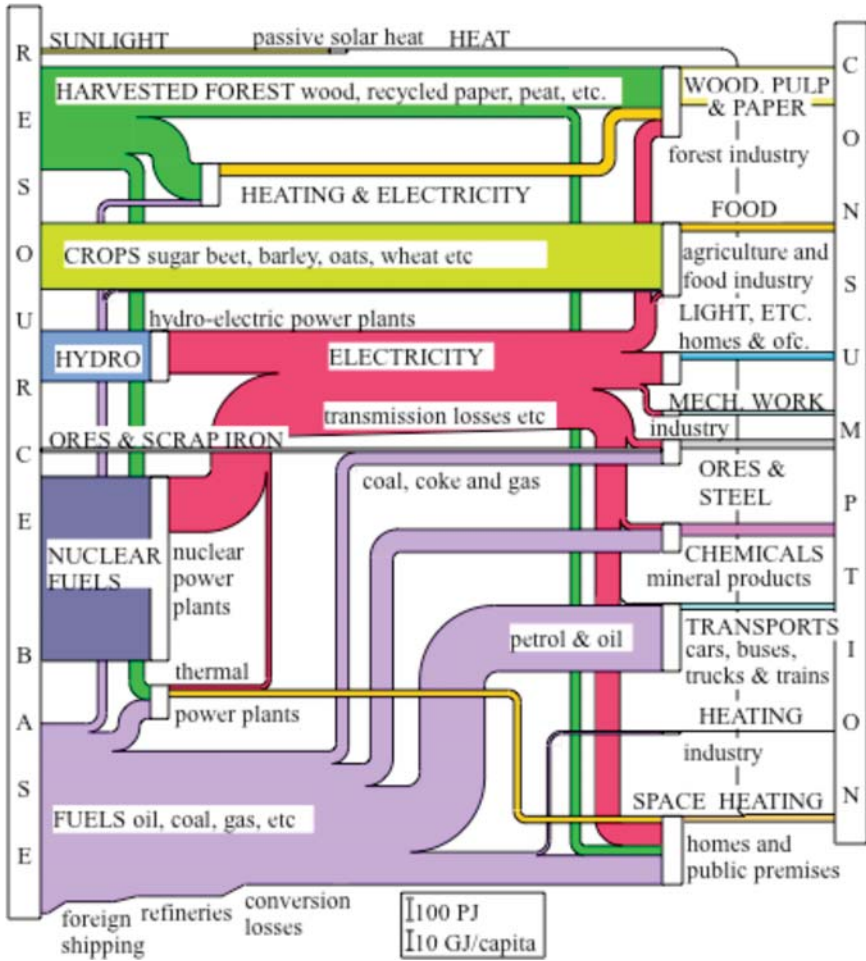 RESOURCE BASE
SUNLIGHT
passive solar heat
HEAT
HARVESTED FOREST wood, recycled paper, peat, etc.
WOOD. PULP
& PAPER
forest industry
HEATING & ELECTRICITY
FOOD
CROPS sugar beet, barley, oats, wheat etc
agriculture and
food industry
hydro-electric power plants
LIGHT, ETC.
homes & ofc.
HYDRO
ELECTRICITY
MECH. WORK
transmission losses etc
industry
ORES & SCRAP IRON
coal, coke and gas
ORES &
STEEL
NUCLEAR
FUELS
nuclear
power
plants
CHEMICALS
mineral products
petrol & oil
TRANSPORTS
cars, buses,
trucks & trains
thermal
power plants
HEATING
industry
FUELS oil, coal, gas, etc
SPACE HEATING
homes and
public premises
foreign
shipping
refineries
conversion
losses
100 PJ
10 GJ/capita
CONSUMPTION